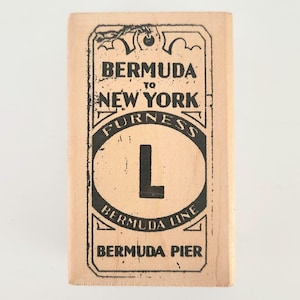 BERMUDA
TO
NEW YORK
FURNESS
L
BERMUDA LINE
BERMUDA PIER